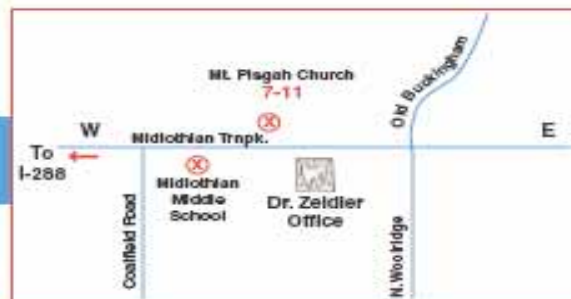 Mt. Pisgah Church
7-11
Old Buckingham
W
E
Midlothian Trnpk.
To
I-288
X
X
Midlothian
Middle
School
Dr. Zeidler
Office
Coalfield Road
N. Woolridge